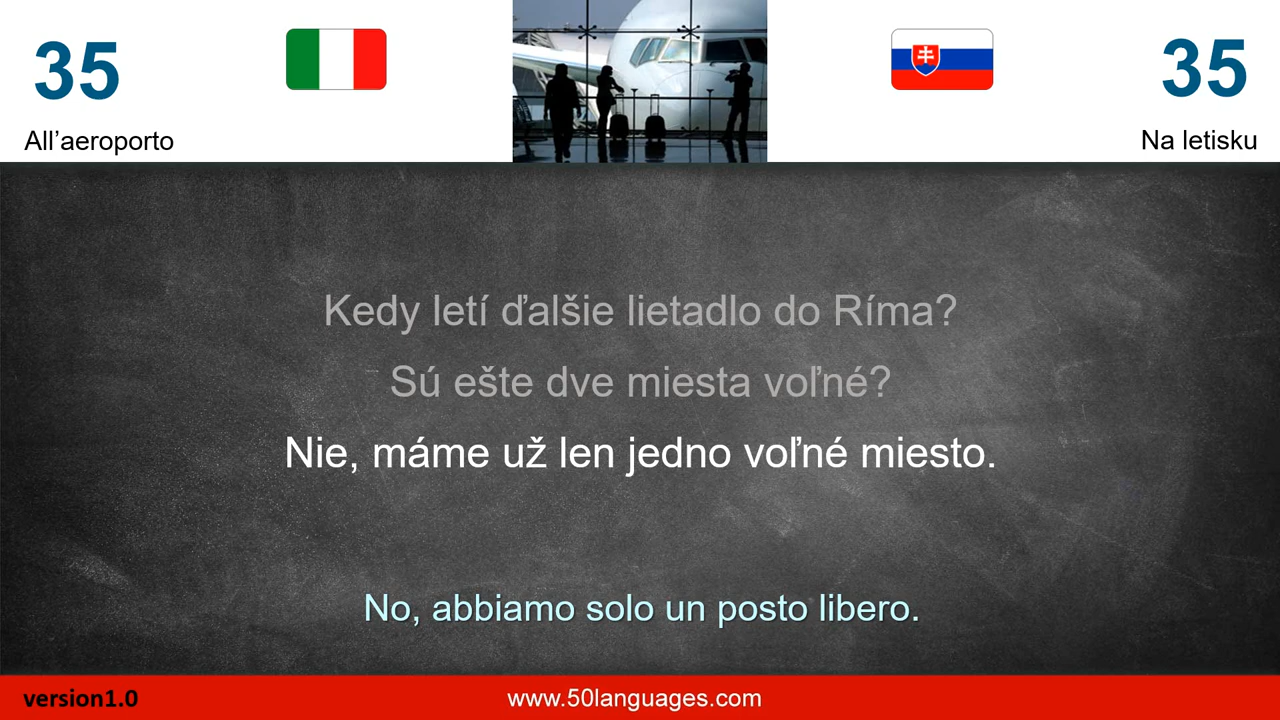 35
35
All’aeroporto
Na letisku
Kedy letí ďalšie lietadlo do Ríma?
Sú ešte dve miesta voľné?
Nie, máme už len jedno voľné miesto.
No, abbiamo solo un posto libero.
version1.0
www.50languages.com